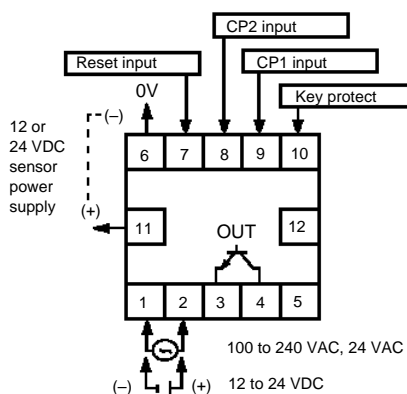 CP2 input
Reset input
CP1 input
0V
Key protect
(–)
12 or
24 VDC
sensor
power
supply
(+)
6 7 8 9 10
11 12
OUT
1 2 3 4 5
100 to 240 VAC, 24 VAC
(–) (+) 12 to 24 VDC